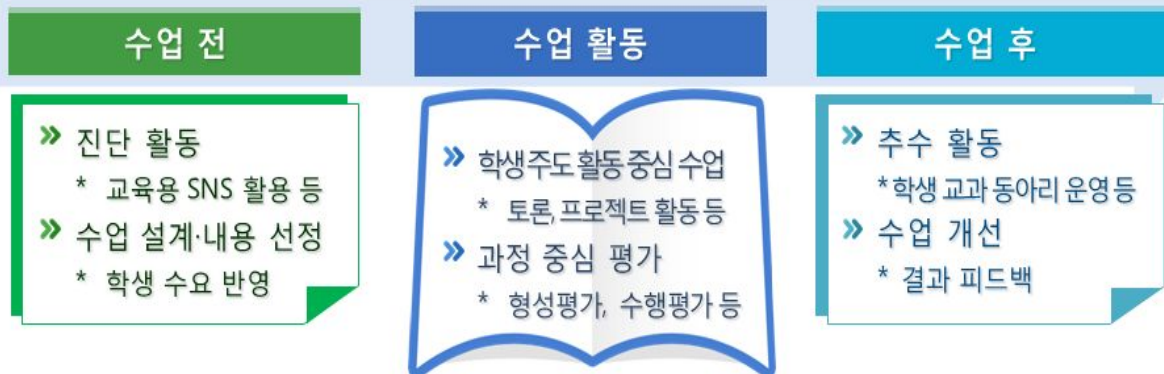 수업 전
» 진단 활동
* 교육용 SNS 활용 등
» 수업 설계·내용 선정
* 학생 수요 반영
수업 활동
» 학생주도 활동 중심 수업
* 토론, 프로젝트 활동 등
» 과정 중심 평가
* 형성평가, 수행평가 등
수업 후
» 추수 활동
*학생 교과 동아리 운영 등
» 수업 개선
* 결과 피드백